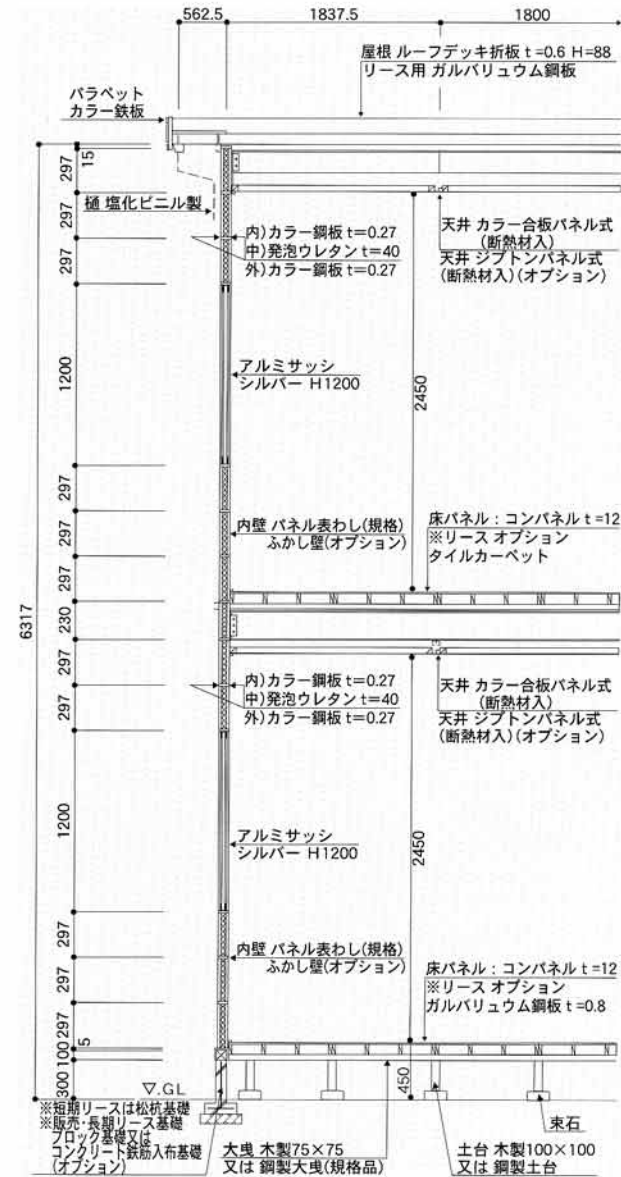 562.5
1837.5
1800
屋根 ルーフデッキ折板 t=0.6 H=88
リース用 ガルバリュウム鋼板
パラペット
カラー鉄板
15
297
樋 塩化ビニル製
297
天井 カラー合板パネル式
(断熱材入)
天井 ジプトンパネル式
(断熱材入)(オプション)
内)カラー鋼板 t=0.27
中)発泡ウレタン t=40
外)カラー鋼板 t=0.27
297
アルミサッシ
シルバー H1200
1200
2450
297
297
内壁 パネル表わし(規格)
ふかし壁(オプション)
床パネル:コンパネル t=12
※リース オプション
タイルカーペット
297
6317
230
297
297
内)カラー鋼板 t=0.27
中)発泡ウレタン t=40
外)カラー鋼板 t=0.27
天井 カラー合板パネル式
(断熱材入)
天井 ジプトンパネル式
(断熱材入)(オプション)
1200
アルミサッシ
シルバー H1200
2450
297
297
内壁 パネル表わし(規格)
ふかし壁(オプション)
床パネル:コンパネル t=12
※リース オプション
ガルバリュウム鋼板 t=0.8
297
5
100
300
450
▽.GL
※短期リースは松杭基礎
※販売・長期リース基礎
ブロック基礎又は
コンクリート鉄筋入布基礎
(オプション)
大曳 木製75×75
又は 鋼製大曳(規格品)
土台 木製100×100
又は 鋼製土台
束石